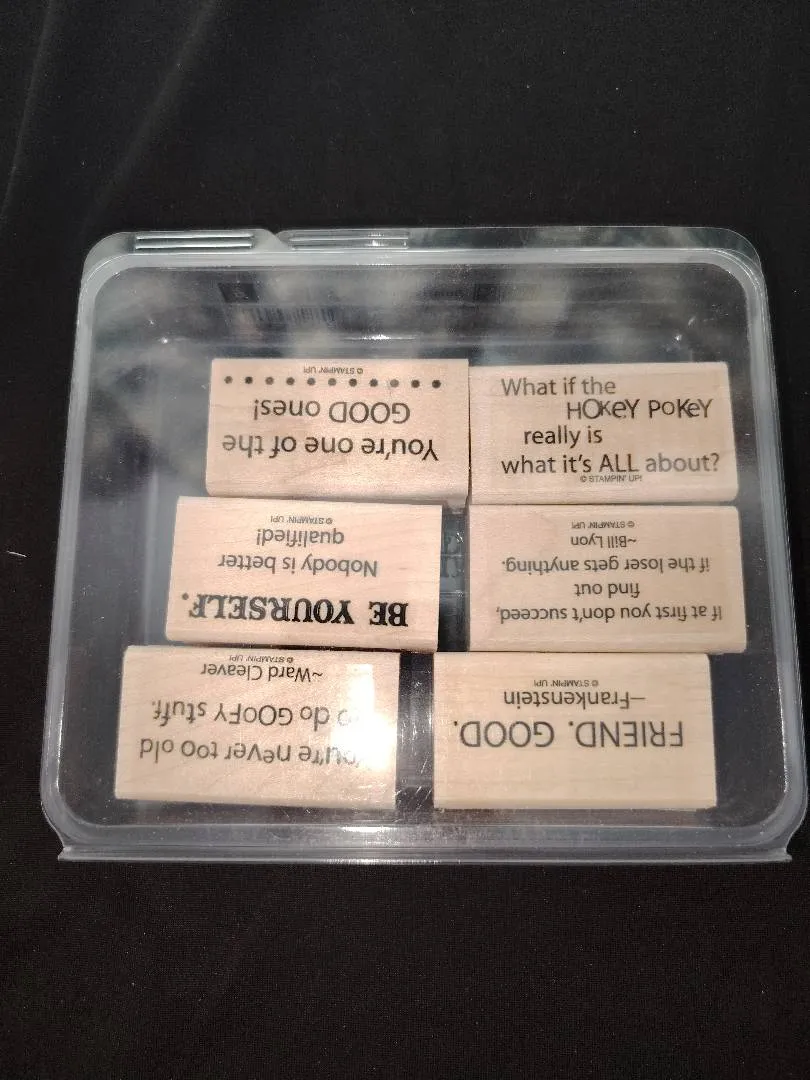 You're one of the
GOOD ones!
© STAMPIN' UP!
What if the
HOKEY POKEY
really is
what it's ALL about?
© STAMPIN' UP!
BE YOURSELF.
Nobody is better
qualified!
© STAMPIN' UP!
If at first you don't succeed,
find out
if the loser gets anything.
~Bill Lyon
© STAMPIN' UP!
You're never too old
to do GOOFY stuff.
~Ward Cleaver
© STAMPIN' UP!
FRIEND. GOOD.
—Frankenstein
© STAMPIN' UP!